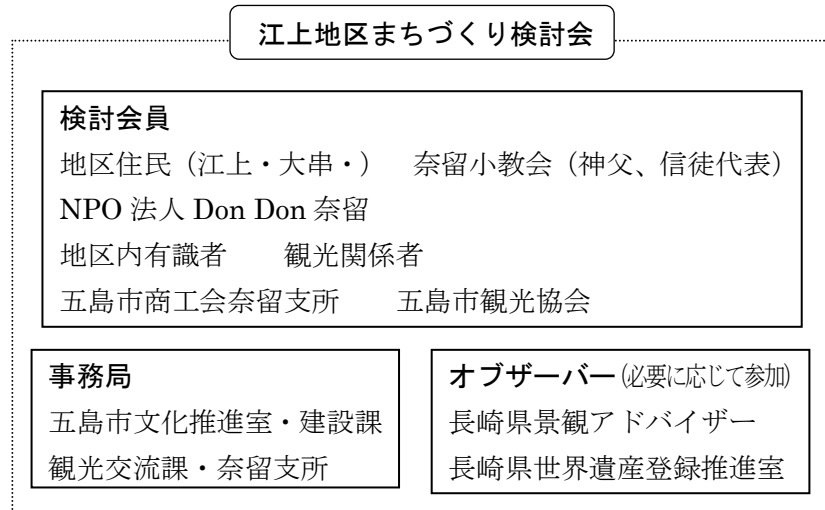 江上地区まちづくり検討会
検討会員
地区住民（江上・大串・）　奈留小教会（神父、信徒代表）
NPO 法人 Don Don 奈留
地区内有識者　　観光関係者
五島市商工会奈留支所　　五島市観光協会
事務局
五島市文化推進室・建設課
観光交流課・奈留支所
オブザーバー（必要に応じて参加）
長崎県景観アドバイザー
長崎県世界遺産登録推進室